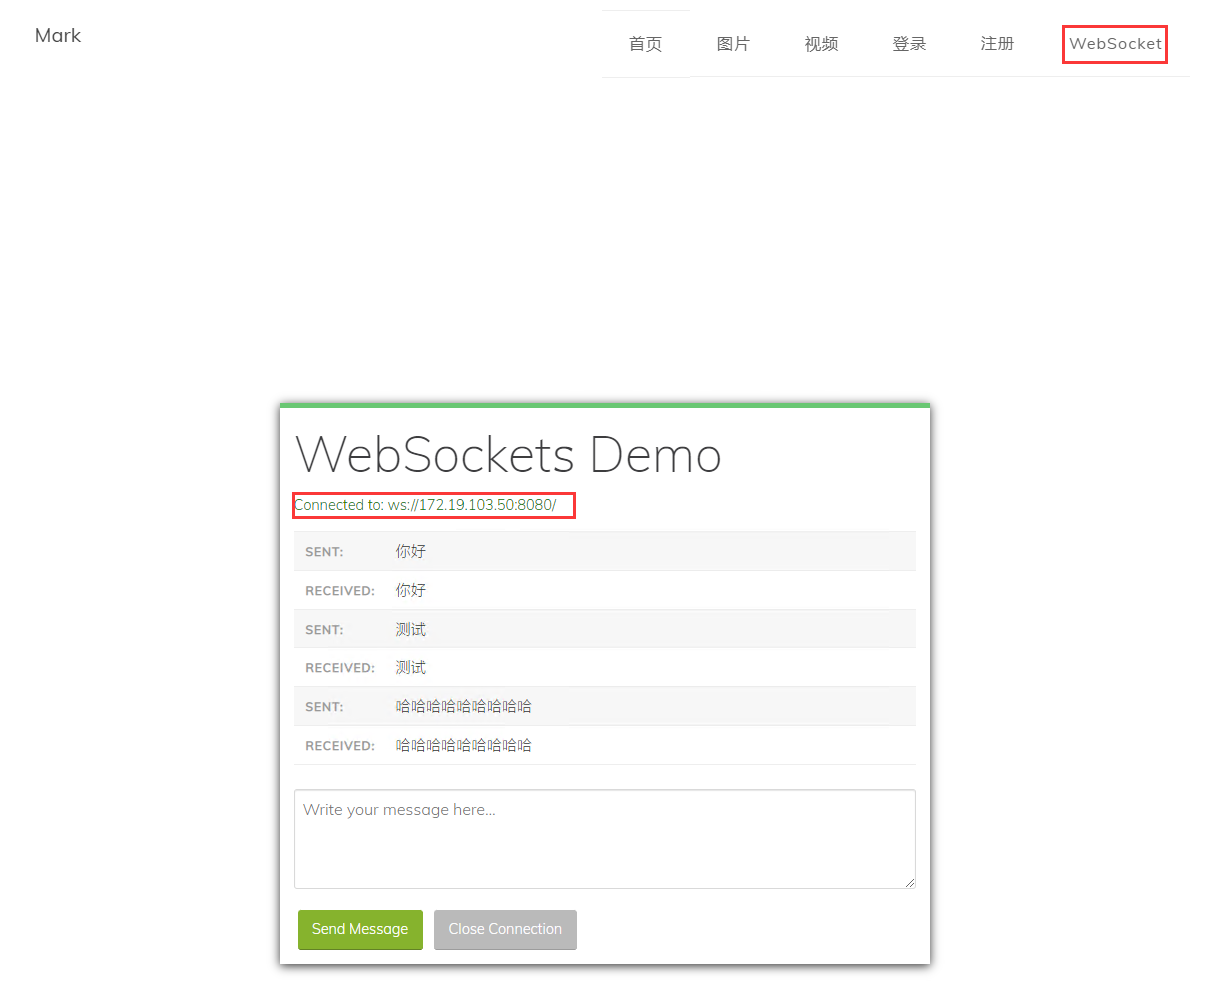 Mark
首页 图片 视频 登录 注册 WebSocket
WebSockets Demo
Connected to: ws://172.19.103.50:8080/
SENT: 你好
RECEIVED: 你好
SENT: 测试
RECEIVED: 测试
SENT: 哈哈哈哈哈哈哈哈哈
RECEIVED: 哈哈哈哈哈哈哈哈哈
Write your message here...
Send Message Close Connection